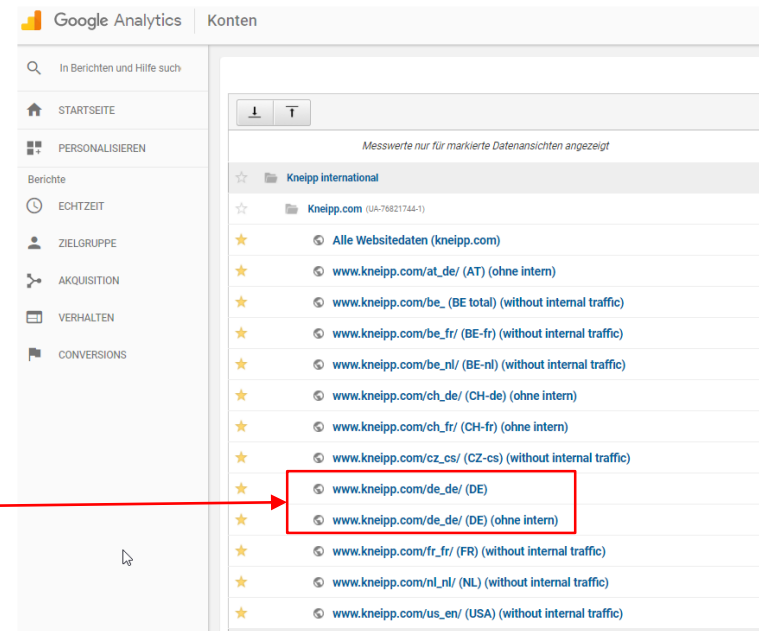 Google Analytics Konten
In Berichten und Hilfe such
STARTSEITE
PERSONALISIEREN
Berichte
ECHTZEIT
ZIELGRUPPE
AKQUISITION
VERHALTEN
CONVERSIONS
Messwerte nur für markierte Datenansichten angezeigt
Kneipp international
Kneipp.com (UA-76821744-1)
Alle Websitedaten (kneipp.com)
www.kneipp.com/at_de/ (AT) (ohne intern)
www.kneipp.com/be_ (BE total) (without internal traffic)
www.kneipp.com/be_fr/ (BE-fr) (without internal traffic)
www.kneipp.com/be_nl/ (BE-nl) (without internal traffic)
www.kneipp.com/ch_de/ (CH-de) (ohne intern)
www.kneipp.com/ch_fr/ (CH-fr) (ohne intern)
www.kneipp.com/cz_cs/ (CZ-cs) (without internal traffic)
www.kneipp.com/de_de/ (DE)
www.kneipp.com/de_de/ (DE) (ohne intern)
www.kneipp.com/fr_fr/ (FR) (without internal traffic)
www.kneipp.com/nl_nl/ (NL) (without internal traffic)
www.kneipp.com/us_en/ (USA) (without internal traffic)